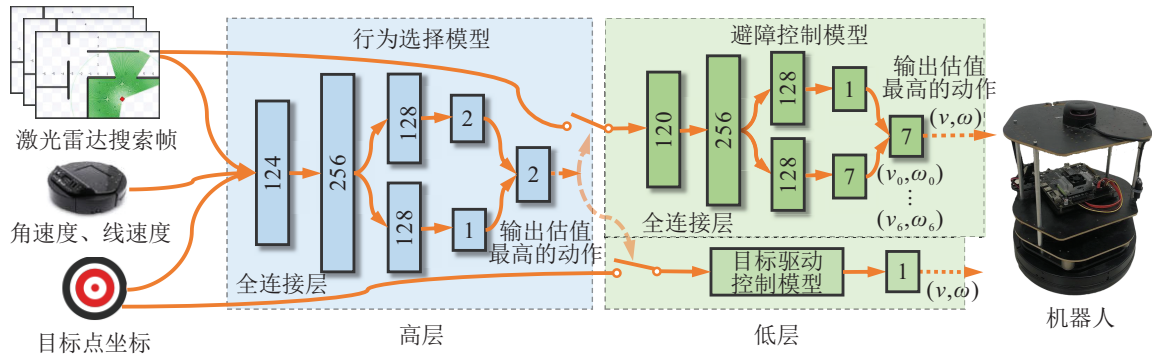 行为选择模型
避障控制模型
激光雷达搜索帧
角速度、线速度
目标点坐标
124
256
128
128
2
1
2
全连接层
输出估值
最高的动作
高层
120
256
128
128
1
7
7
全连接层
输出估值
最高的动作
(v,ω)
(v₀,ω₀)
⋮
(v₆,ω₆)
目标驱动
控制模型
1
(v,ω)
低层
机器人